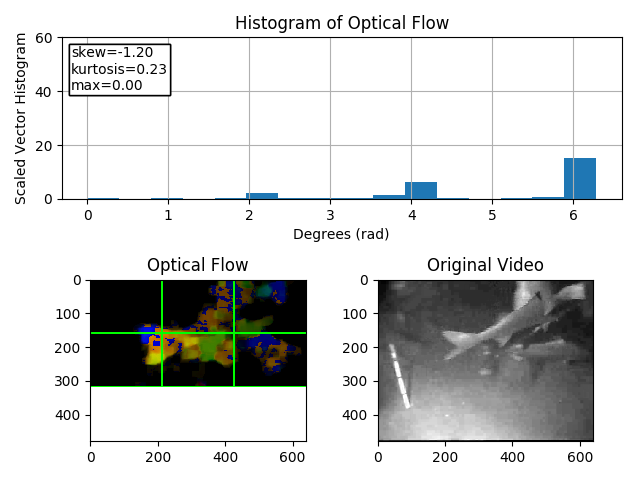 Histogram of Optical Flow
Scaled Vector Histogram
60
40
20
0
skew=-1.20
kurtosis=0.23
max=0.00
0 1 2 3 4 5 6
Degrees (rad)
Optical Flow
0
100
200
300
400
0 200 400 600
Original Video
0
100
200
300
400
0 200 400 600